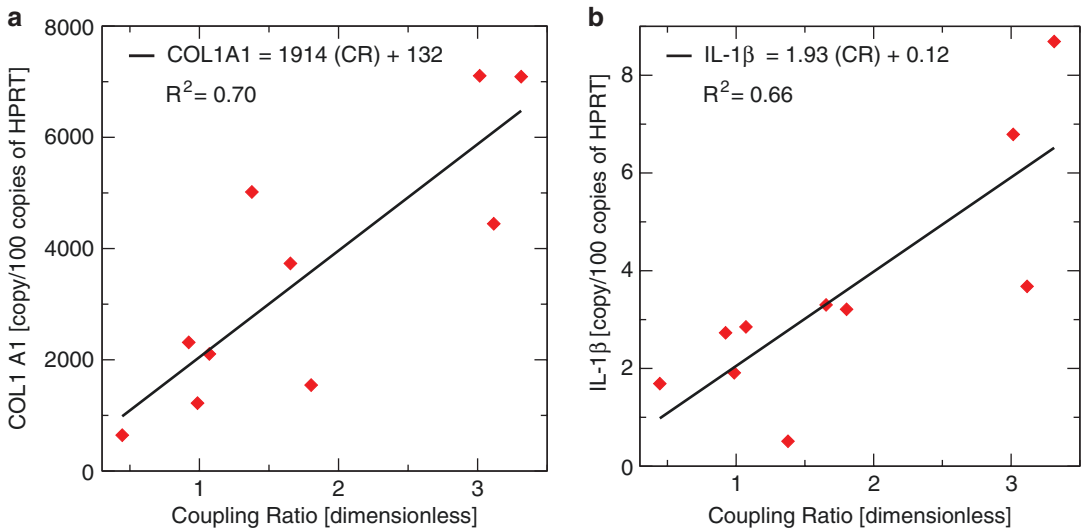 a
COL1A1 = 1914 (CR) + 132
R² = 0.70
COL1 A1 [copy/100 copies of HPRT]
8000
6000
4000
2000
0
1 2 3
Coupling Ratio [dimensionless]
b
IL-1β = 1.93 (CR) + 0.12
R² = 0.66
IL-1β [copy/100 copies of HPRT]
8
6
4
2
0
1 2 3
Coupling Ratio [dimensionless]